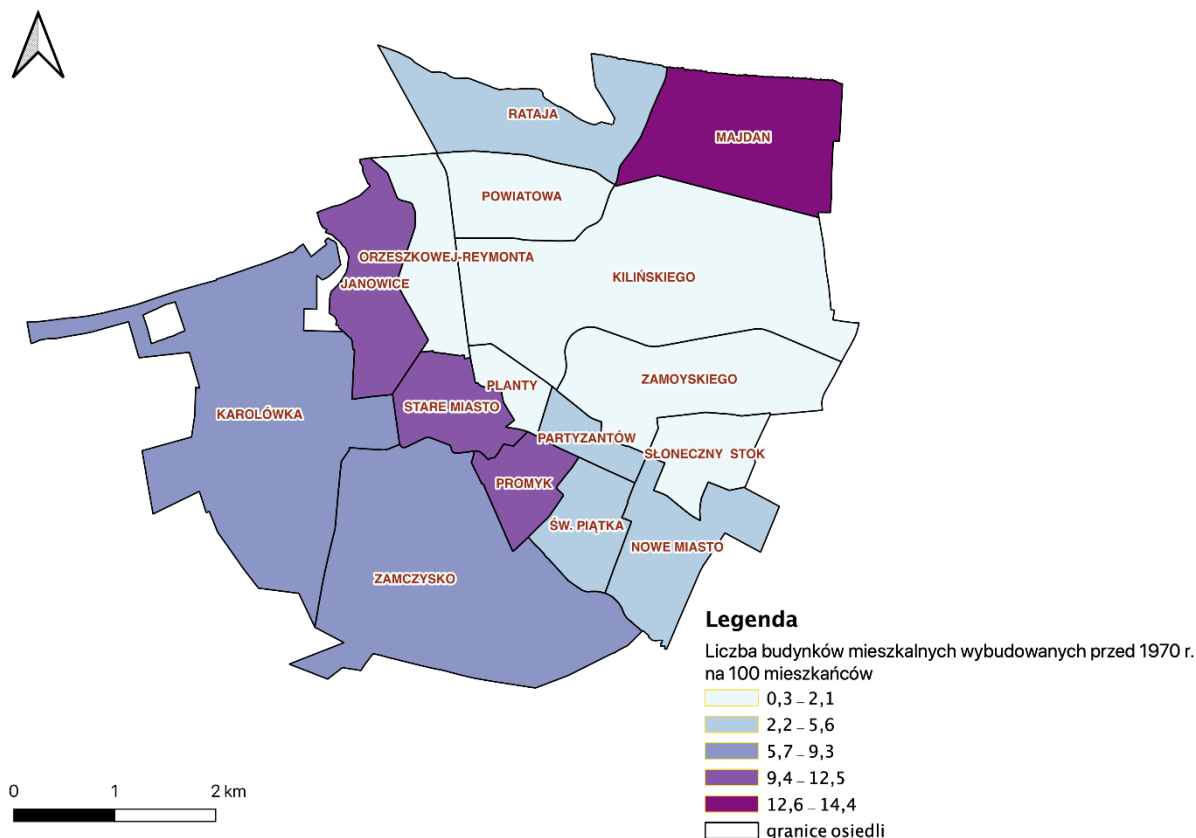 RATAJA
MAJDAN
POWIATOWA
ORZESZKOWEJ-REYMONTA
KILIŃSKIEGO
JANOWICE
ZAMOYSKIEGO
PLANTY
STARE MIASTO
KAROLÓWKA
PARTYZANTÓW
SŁONECZNY STOK
PROMYK
ŚW. PIĄTKA
NOWE MIASTO
ZAMCZYSKO
Legenda
Liczba budynków mieszkalnych wybudowanych przed 1970 r.
na 100 mieszkańców
0,3 – 2,1
2,2 – 5,6
5,7 – 9,3
9,4 – 12,5
12,6 – 14,4
granice osiedli
0 1 2 km